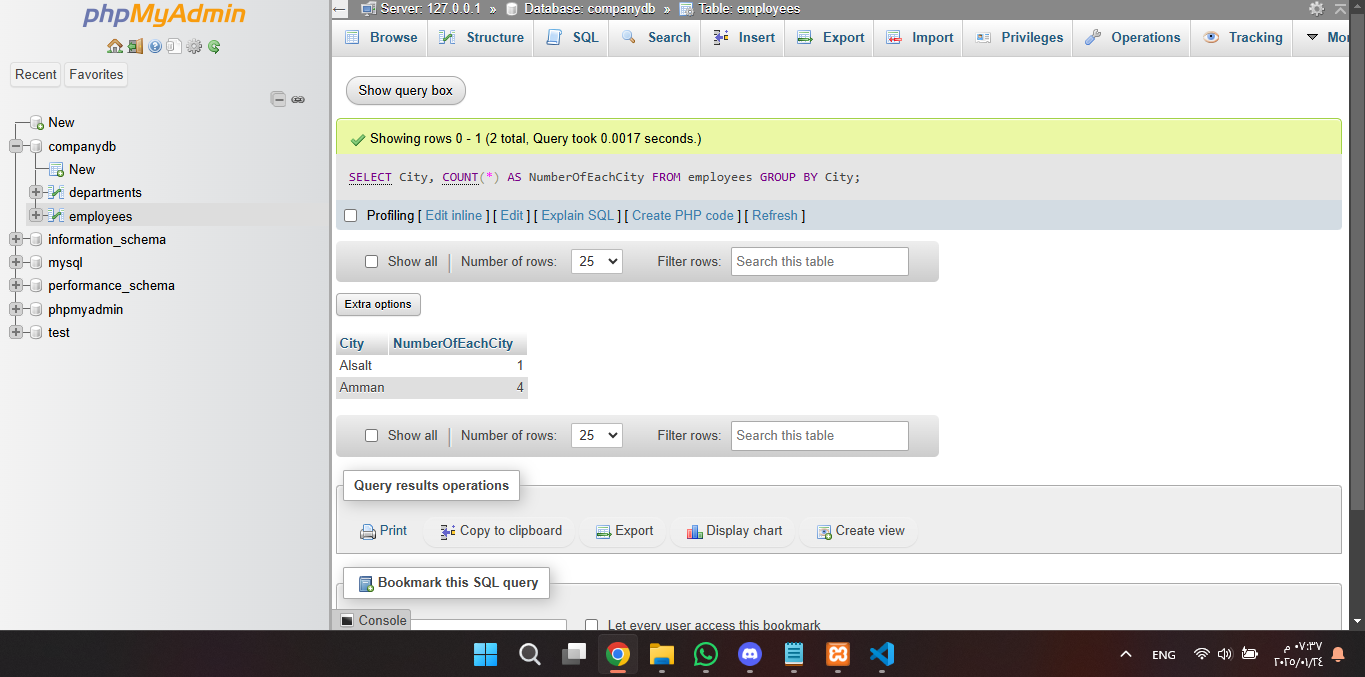 phpMyAdmin
Recent
Favorites
New
companydb
New
departments
employees
information_schema
mysql
performance_schema
phpmyadmin
test
← Server: 127.0.0.1 » Database: companydb » Table: employees
Browse Structure SQL Search Insert Export Import Privileges Operations Tracking Mor
Show query box
Showing rows 0 - 1 (2 total, Query took 0.0017 seconds.)
SELECT City, COUNT(*) AS NumberOfEachCity FROM employees GROUP BY City;
Profiling [ Edit inline ] [ Edit ] [ Explain SQL ] [ Create PHP code ] [ Refresh ]
Show all | Number of rows: 25 Filter rows: Search this table
Extra options
City NumberOfEachCity
Alsalt 1
Amman 4
Show all | Number of rows: 25 Filter rows: Search this table
Query results operations
Print Copy to clipboard Export Display chart Create view
Bookmark this SQL query
Console
Let every user access this bookmark
ENG
٠٧:٣٧ م
٢٠٢٥/٠١/٢٤